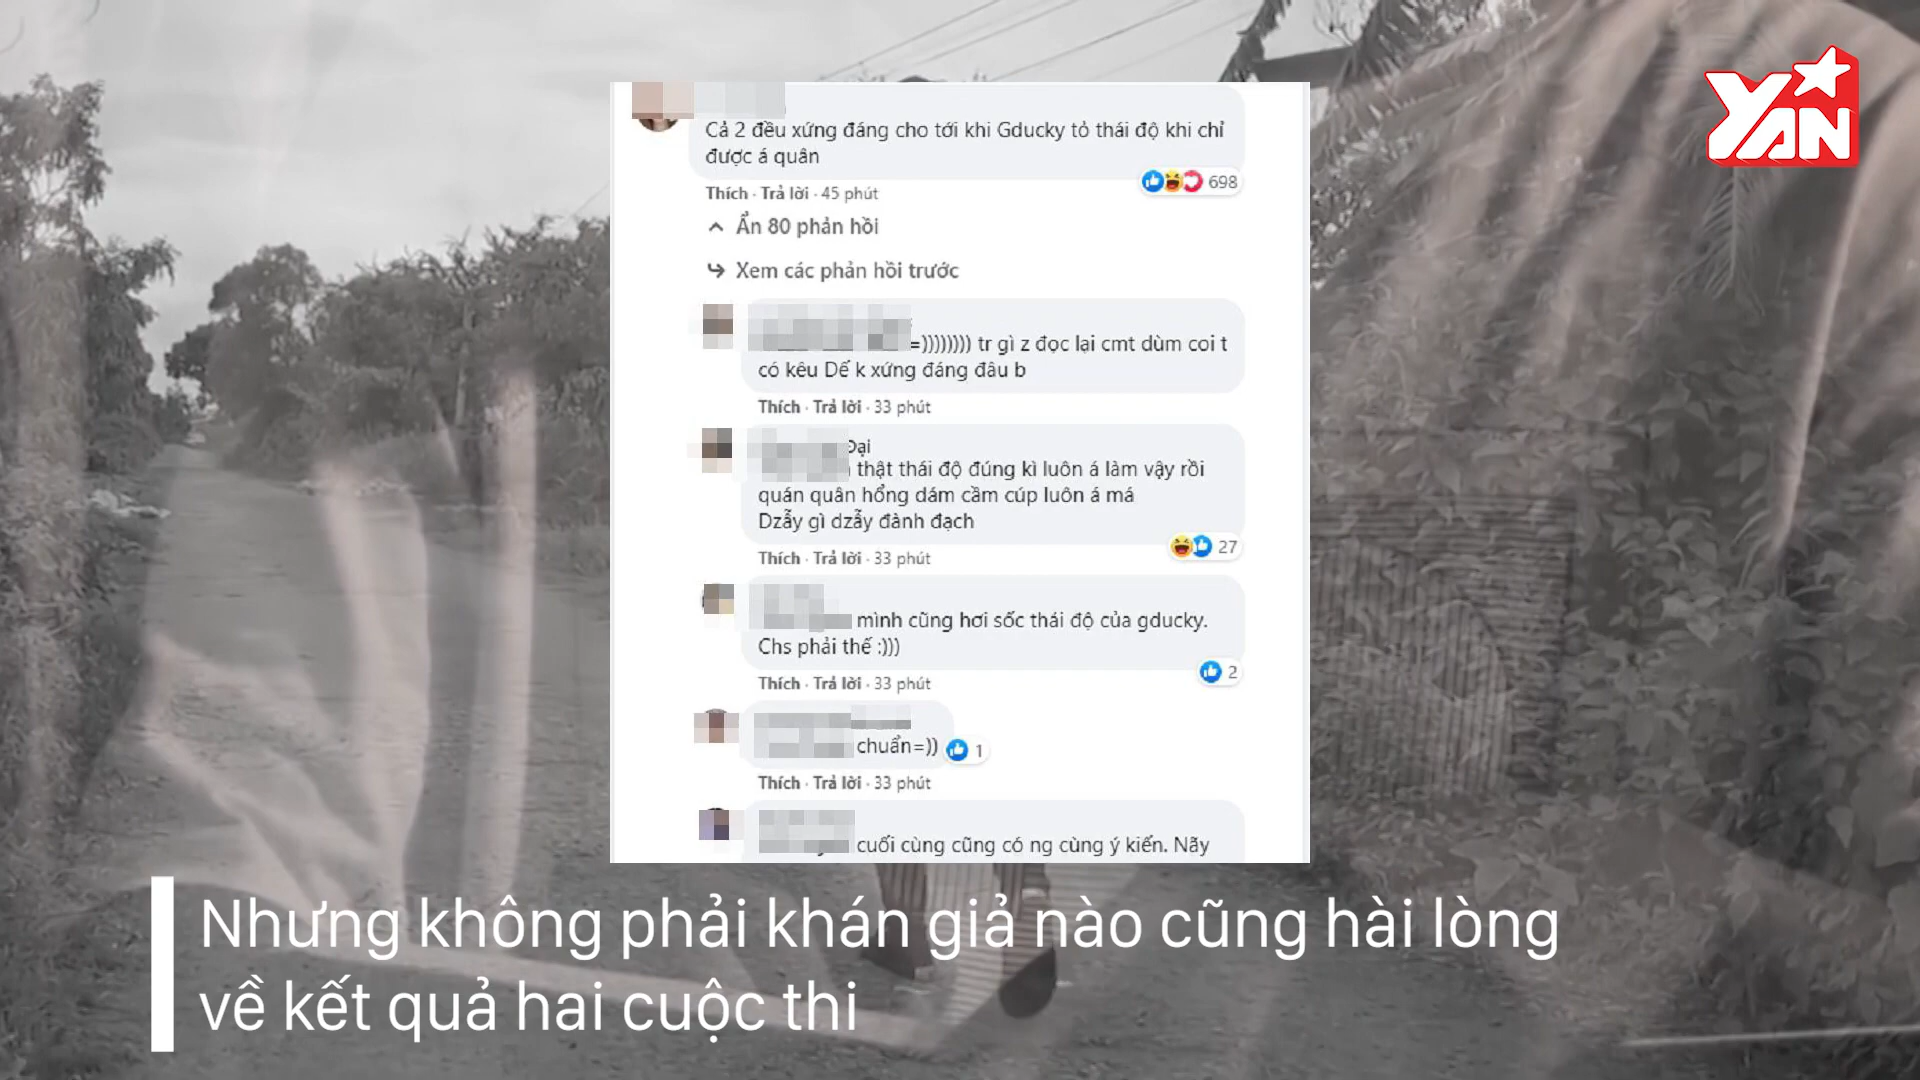 YAN
Cả 2 đều xứng đáng cho tới khi Gducky tỏ thái độ khi chỉ
được á quân
698
Thích · Trả lời · 45 phút
Ẩn 80 phản hồi
Xem các phản hồi trước
=)))))))) tr gì z đọc lại cmt dùm coi t
có kêu Dế k xứng đáng đâu b
Thích · Trả lời · 33 phút
Đại
thật thái độ đúng kì luôn á làm vậy rồi
quán quân hổng dám cầm cúp luôn á má
Dzẫy gì dzẫy đành đạch
27
Thích · Trả lời · 33 phút
mình cũng hơi sốc thái độ của gducky.
Chs phải thế :)))
2
Thích · Trả lời · 33 phút
chuẩn=))
1
Thích · Trả lời · 33 phút
cuối cùng cũng có ng cùng ý kiến. Nãy
Nhưng không phải khán giả nào cũng hài lòng
về kết quả hai cuộc thi